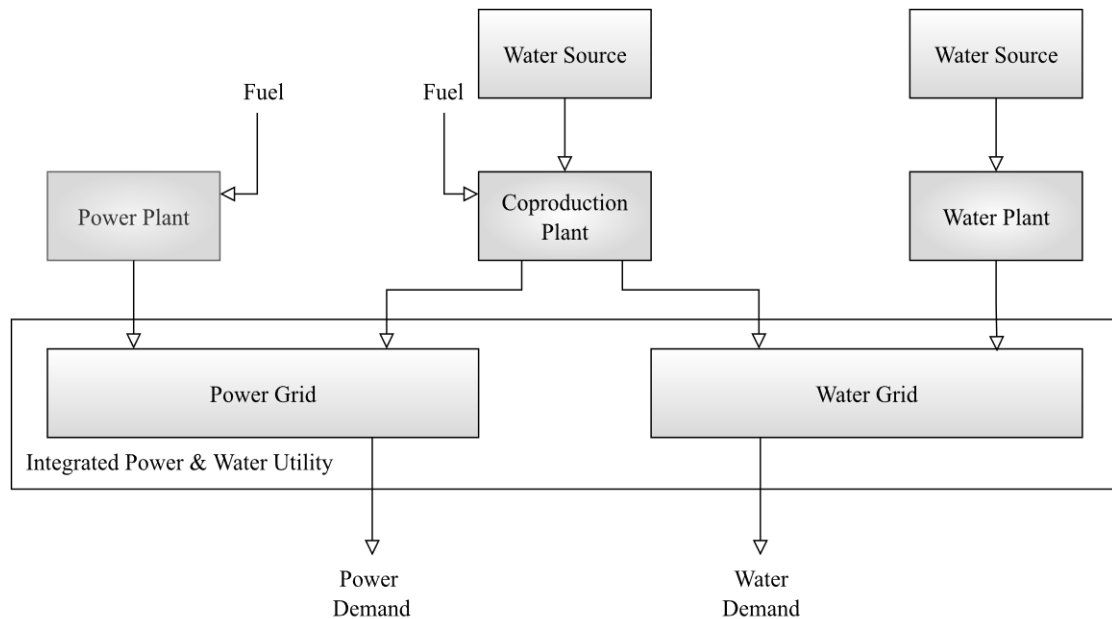 Water Source
Water Source
Fuel
Fuel
Power Plant
Coproduction
Plant
Water Plant
Power Grid
Water Grid
Integrated Power & Water Utility
Power
Demand
Water
Demand